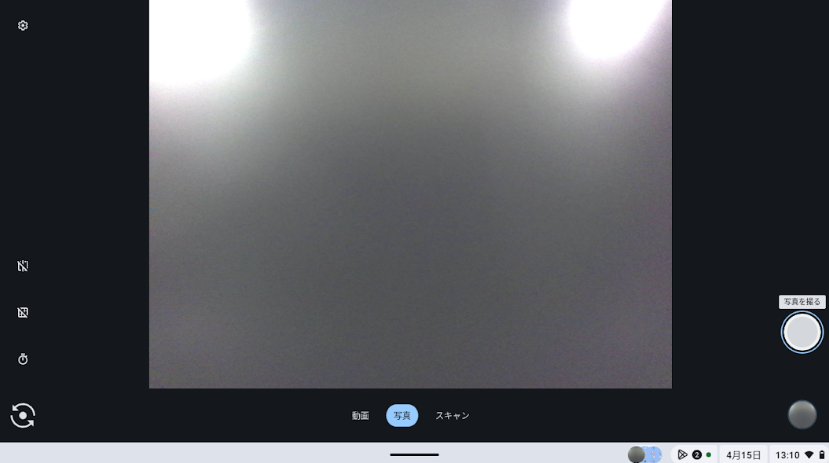 写真を撮る
動画
写真
スキャン
2
4月15日
13:10